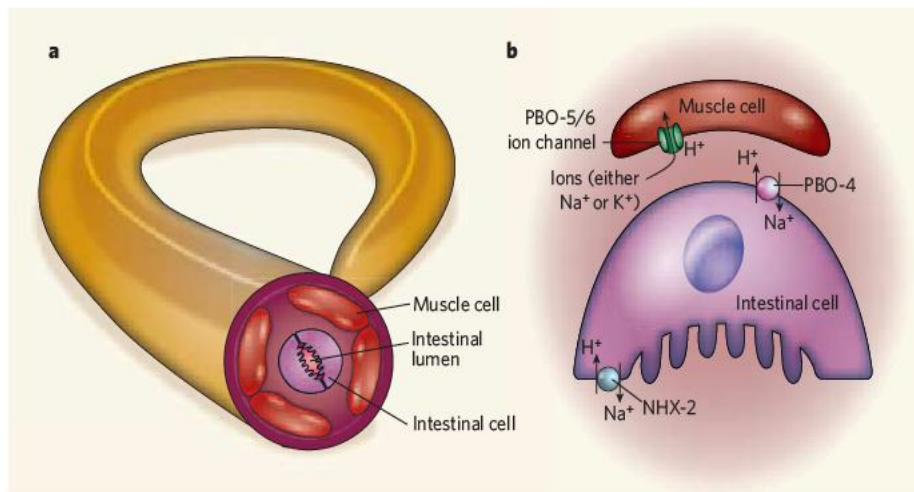 a
Muscle cell
Intestinal
lumen
Intestinal cell
b
Muscle cell
PBO-5/6
ion channel
H+
Ions (either
Na+ or K+)
H+
PBO-4
Na+
Intestinal cell
H+
Na+
NHX-2